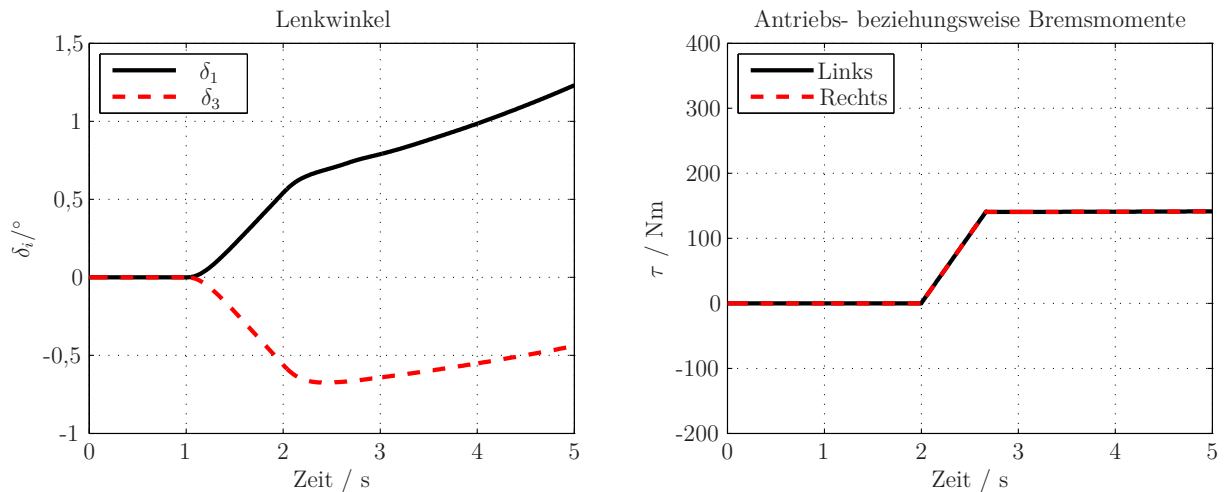 Lenkwinkel
1,5
1
0,5
0
-0,5
-1
δᵢ/°
δ₁
δ₃
0 1 2 3 4 5
Zeit / s
Antriebs- beziehungsweise Bremsmomente
400
300
200
100
0
-100
-200
τ / Nm
Links
Rechts
0 1 2 3 4 5
Zeit / s